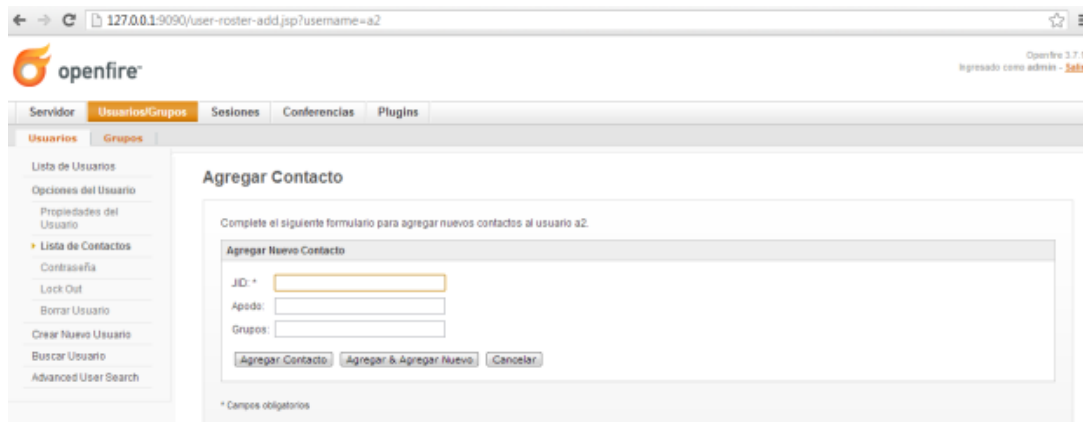 127.0.0.1:9090/user-roster-add.jsp?username=a2
openfire™
Openfire 3.7.1
Ingresado como admin - Salir
Servidor Usuarios/Grupos Sesiones Conferencias Plugins
Usuarios Grupos
Lista de Usuarios
Opciones del Usuario
Propiedades del
Usuario
Lista de Contactos
Contraseña
Lock Out
Borrar Usuario
Crear Nuevo Usuario
Buscar Usuario
Advanced User Search
Agregar Contacto
Complete el siguiente formulario para agregar nuevos contactos al usuario a2.
Agregar Nuevo Contacto
JID: *
Apodo:
Grupos:
Agregar Contacto Agregar & Agregar Nuevo Cancelar
* Campos obligatorios